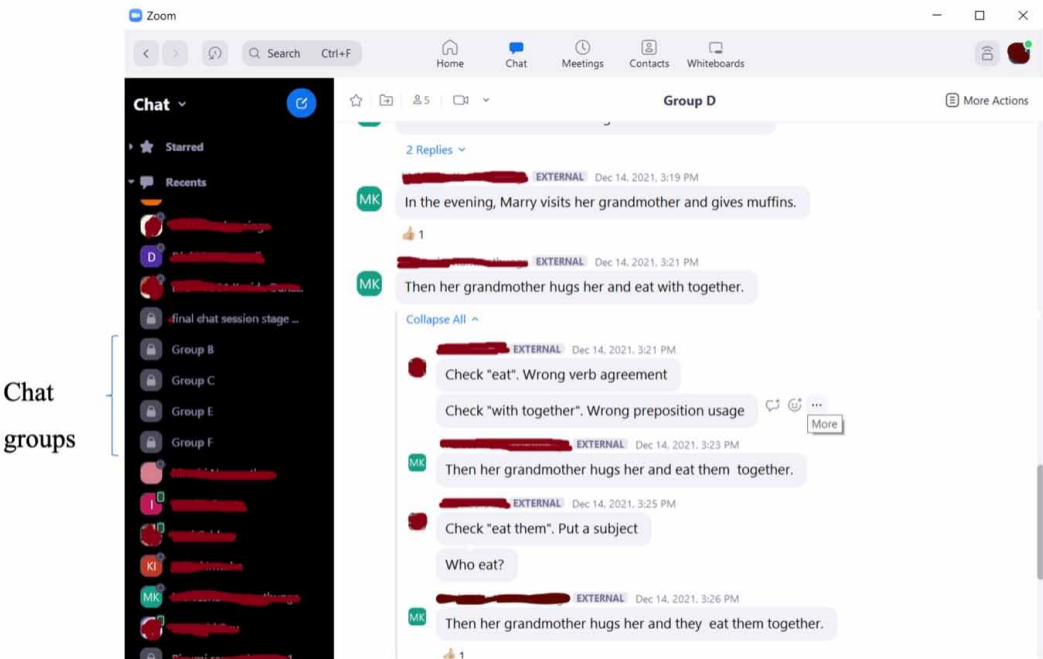 Zoom
Search Ctrl+F
Home Chat Meetings Contacts Whiteboards
Chat
5
Group D
More Actions
Starred
Recents
D
final chat session stage ...
Group B
Group C
Group E
Group F
I
KI
MK
Chat
groups
2 Replies
EXTERNAL Dec 14, 2021, 3:19 PM
MK
In the evening, Marry visits her grandmother and gives muffins.
1
EXTERNAL Dec 14, 2021, 3:21 PM
MK
Then her grandmother hugs her and eat with together.
Collapse All
EXTERNAL Dec 14, 2021, 3:21 PM
Check "eat". Wrong verb agreement
Check "with together". Wrong preposition usage
More
EXTERNAL Dec 14, 2021, 3:23 PM
MK
Then her grandmother hugs her and eat them together.
EXTERNAL Dec 14, 2021, 3:25 PM
Check "eat them". Put a subject
Who eat?
EXTERNAL Dec 14, 2021, 3:26 PM
MK
Then her grandmother hugs her and they eat them together.
1